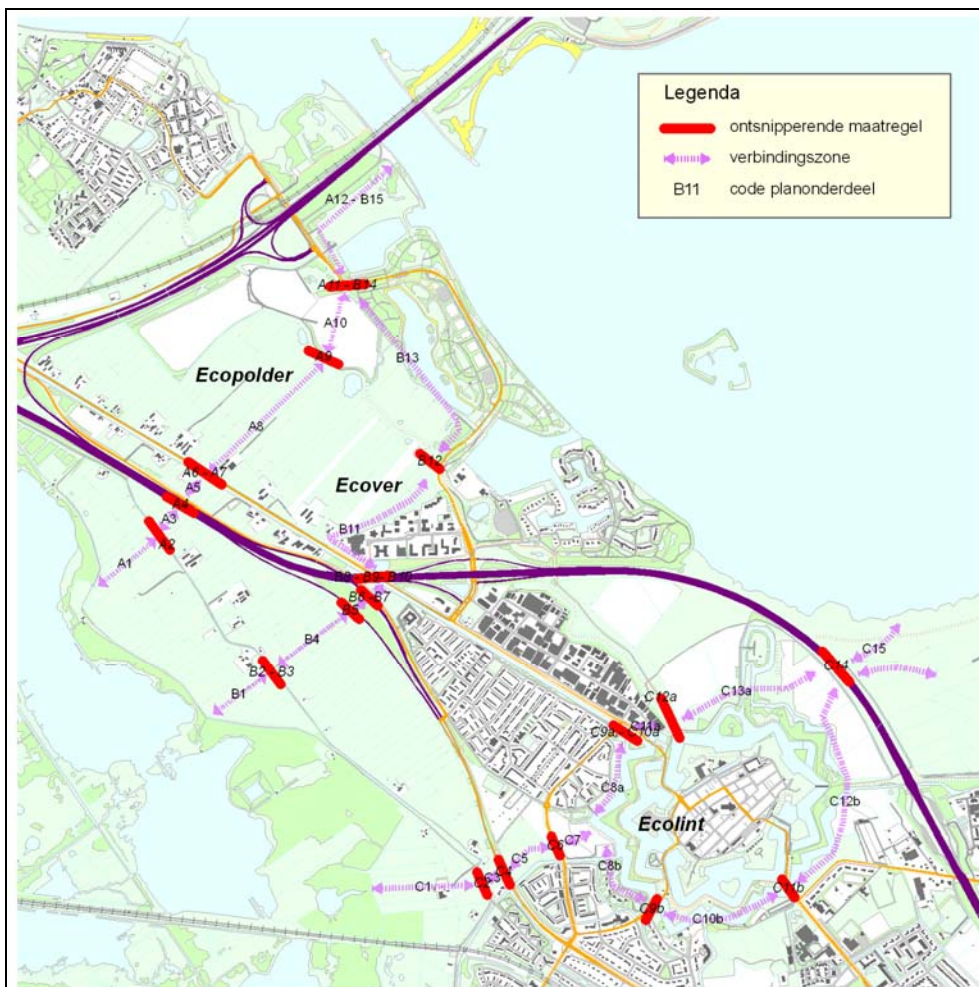 Legenda
ontsnipperende maatregel
verbindingszone
B11 code planonderdeel
A12 - B15
A11 - B14
A10
A9
B13
Ecopolder
A8
A6 - A7
B12
A5
Ecover
A4
A3
B11
A2
A1
B8 - B9- B10
B6 - B7
B5
B4
B2 - B3
B1
C15
C14
C13a
C12a
C11a
C9a - C10a
C8a
C12b
Ecolint
C7
C6
C5
C8b
C4
C3
C2
C1
C11b
C9b
C10b